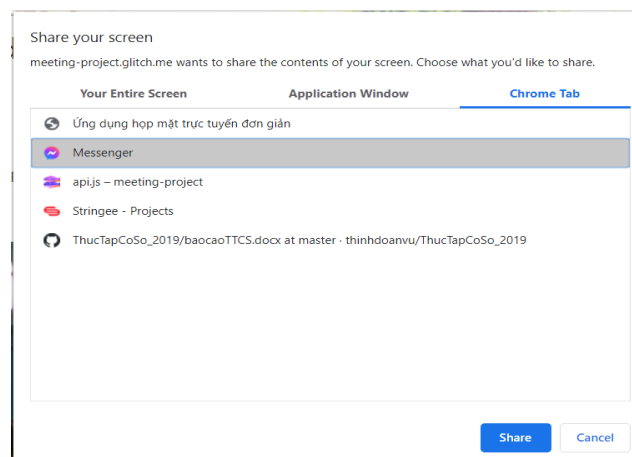 Share your screen
meeting-project.glitch.me wants to share the contents of your screen. Choose what you'd like to share.
Your Entire Screen Application Window Chrome Tab
Ứng dụng họp mặt trực tuyến đơn giản
Messenger
api.js – meeting-project
Stringee - Projects
ThucTapCoSo_2019/baocaoTTCS.docx at master · thinhdoanvu/ThucTapCoSo_2019
Share Cancel